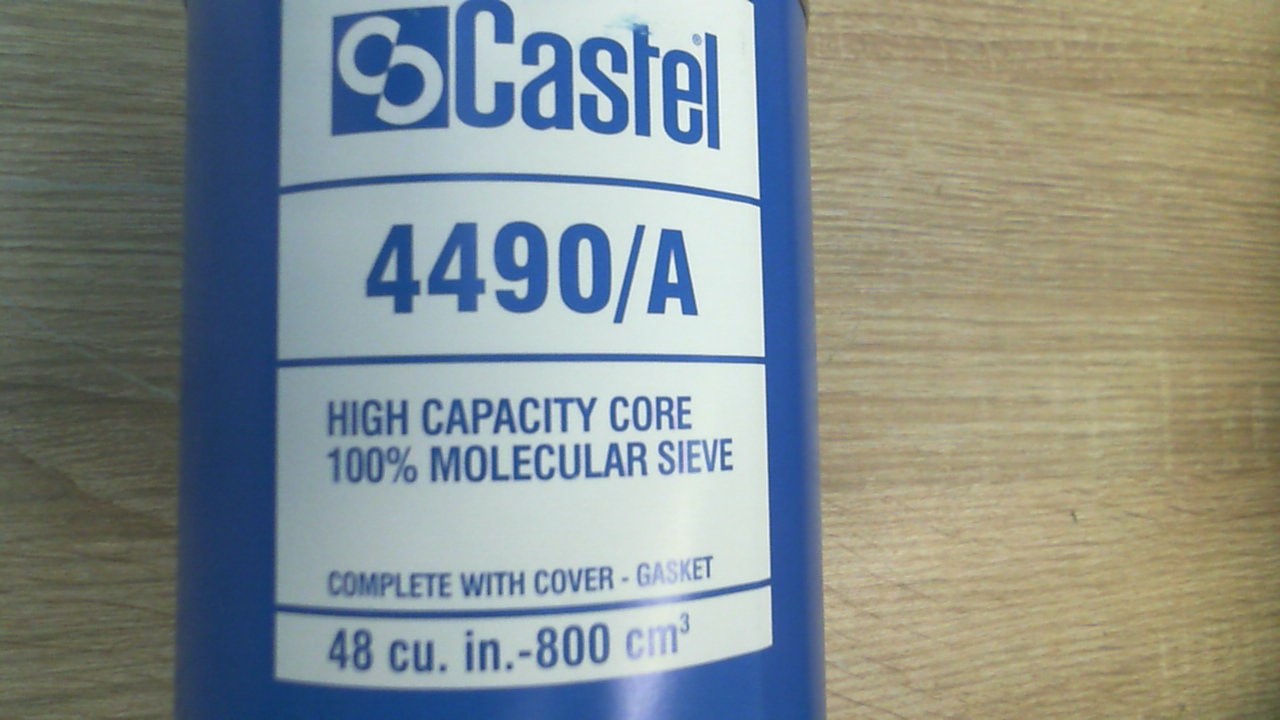 Castel®
4490/A
HIGH CAPACITY CORE
100% MOLECULAR SIEVE
COMPLETE WITH COVER - GASKET
48 cu. in.-800 cm³